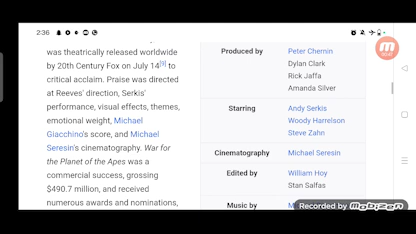 2:36
was theatrically released worldwide
by 20th Century Fox on July 14[9] to
critical acclaim. Praise was directed
at Reeves' direction, Serkis'
performance, visual effects, themes,
emotional weight, Michael
Giacchino's score, and Michael
Seresin's cinematography. War for
the Planet of the Apes was a
commercial success, grossing
$490.7 million, and received
numerous awards and nominations,
Produced by Peter Chernin
Dylan Clark
Rick Jaffa
Amanda Silver
Starring Andy Serkis
Woody Harrelson
Steve Zahn
Cinematography Michael Seresin
Edited by William Hoy
Stan Salfas
Music by
Recorded by Mobizen